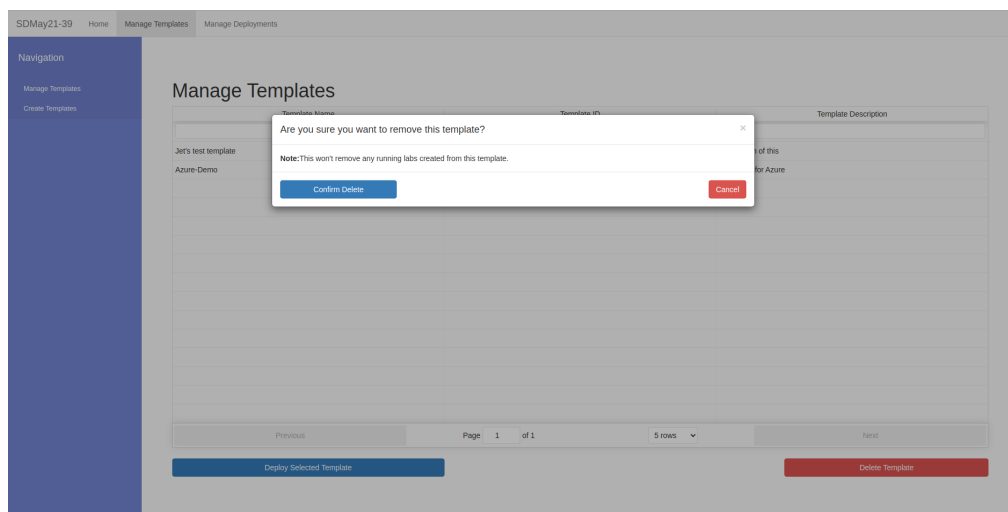 SDMay21-39 Home Manage Templates Manage Deployments
Navigation
Manage Templates
Create Templates
Manage Templates
Template Name Template ID Template Description
Are you sure you want to remove this template? ×
Note:This won't remove any running labs created from this template.
Confirm Delete Cancel
Jet's test template of this
Azure-Demo for Azure
Previous Page 1 of 1 5 rows Next
Deploy Selected Template Delete Template